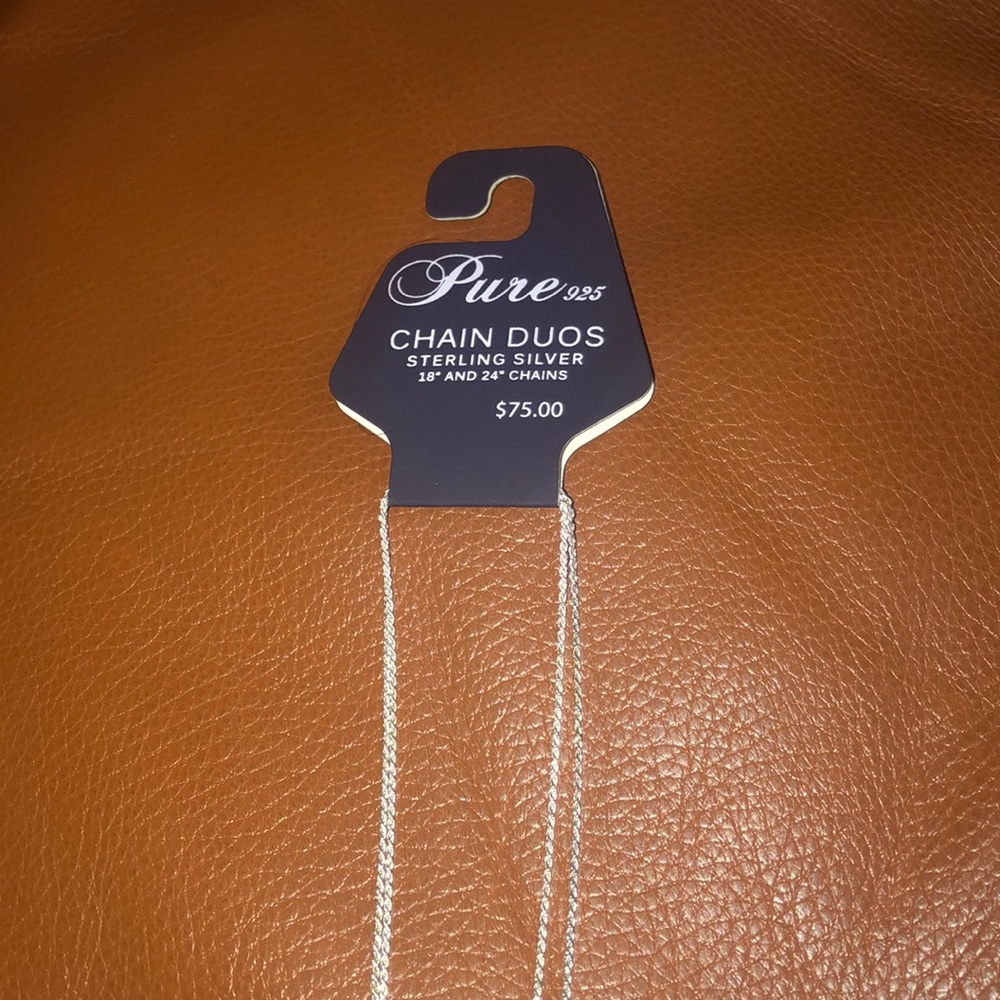 Pure 925
CHAIN DUOS
STERLING SILVER
18" AND 24" CHAINS
$75.00